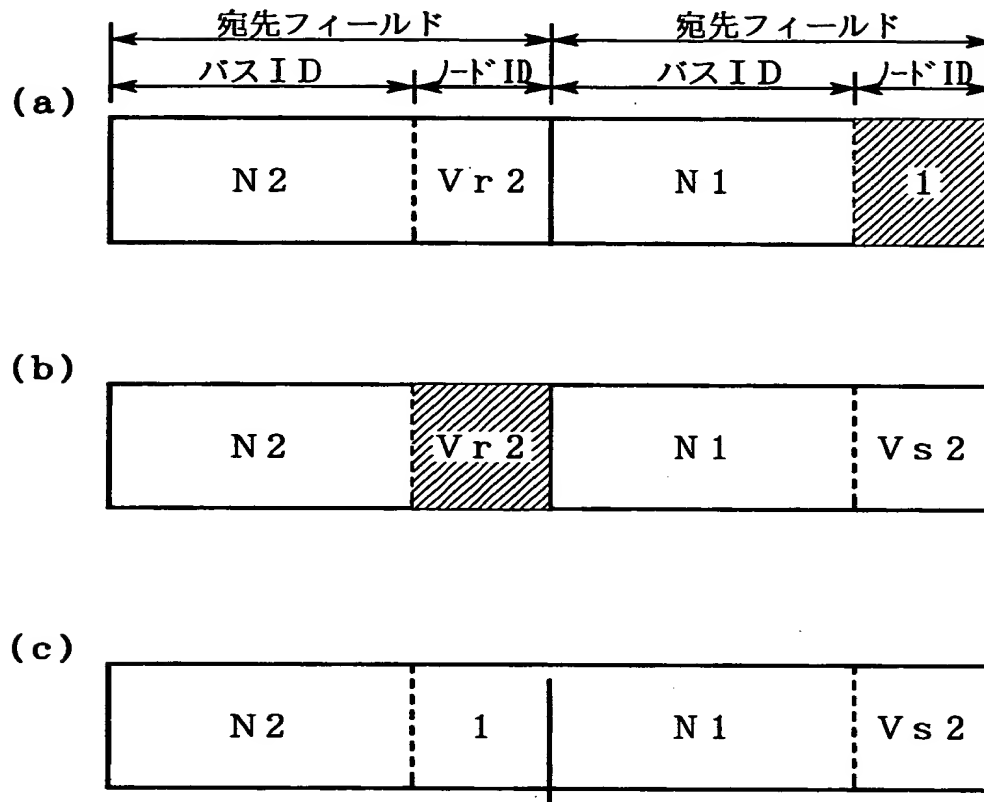 宛先フィールド 宛先フィールド
バスID ノードID バスID ノードID
(a)
N2 Vr2 N1 1
(b)
N2 Vr2 N1 Vs2
(c)
N2 1 N1 Vs2